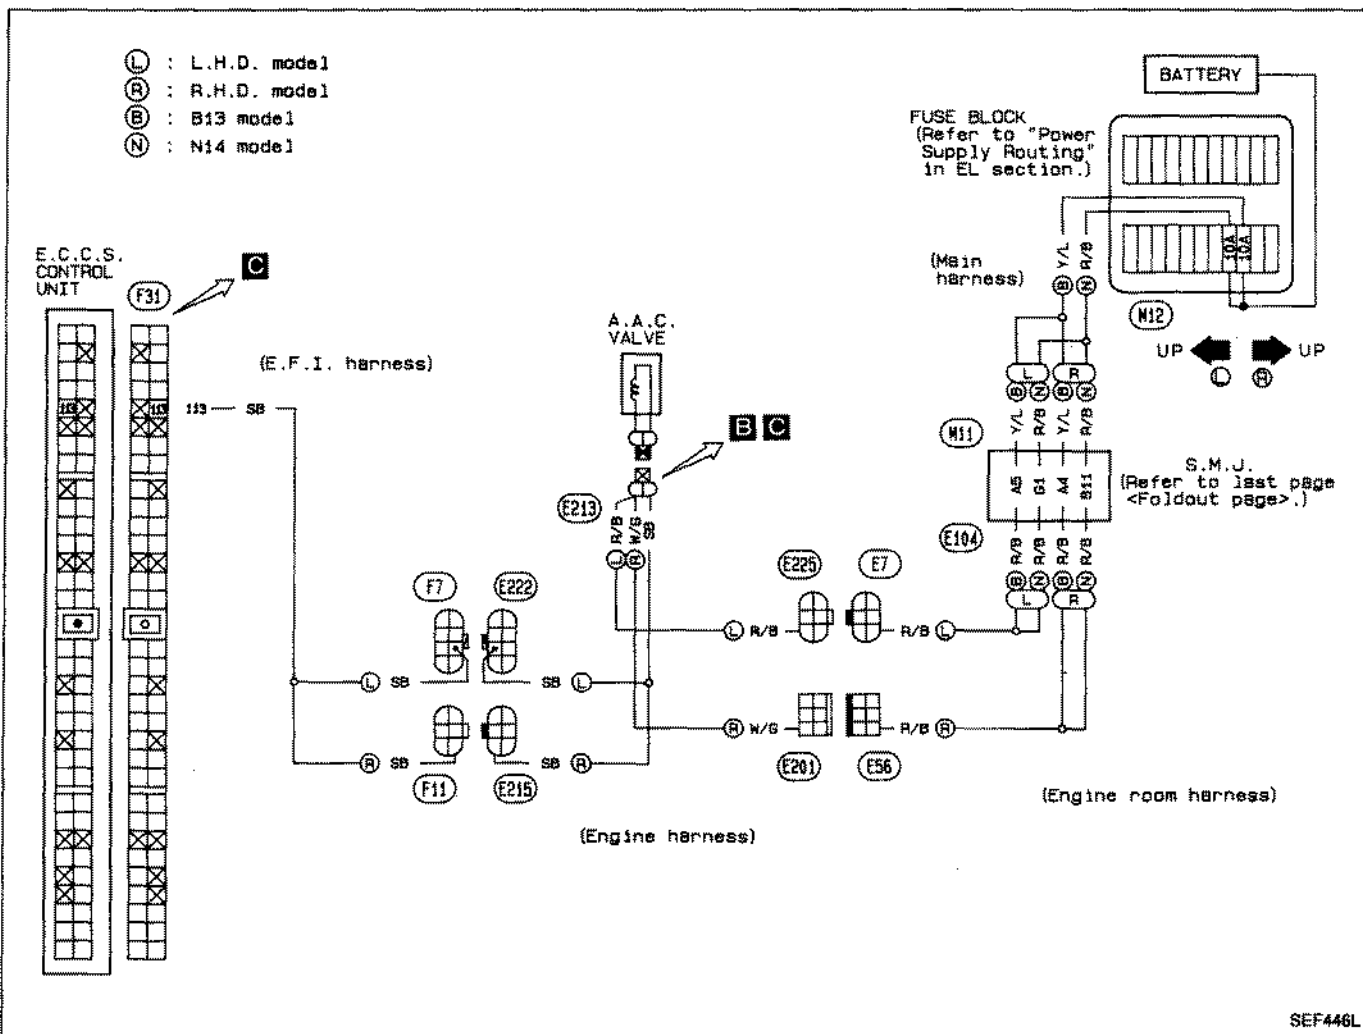 L : L.H.D. model
R : R.H.D. model
B : B13 model
N : N14 model
BATTERY
FUSE BLOCK
(Refer to "Power
Supply Routing"
in EL section.)
10A 10A
Y/L R/B
(Main
harness)
B N
M12
UP L R UP
E.C.C.S.
CONTROL
UNIT
F31
C
(E.F.I. harness)
113 113 113 SB
A.A.C.
VALVE
B C
E213
R/B W/G SB
L R
L R
B N B N
Y/L R/B Y/L R/B
M11
A5 G1 A4 B11
S.M.J.
(Refer to last page
<Foldout page>.)
E104
R/B R/B R/B R/B
B N B N
L R
F7 E222
E225 E7
L R/B R/B L
L SB SB L
R W/G R/B R
E201 E56
R SB SB R
F11 E215
(Engine room harness)
(Engine harness)
SEF446L